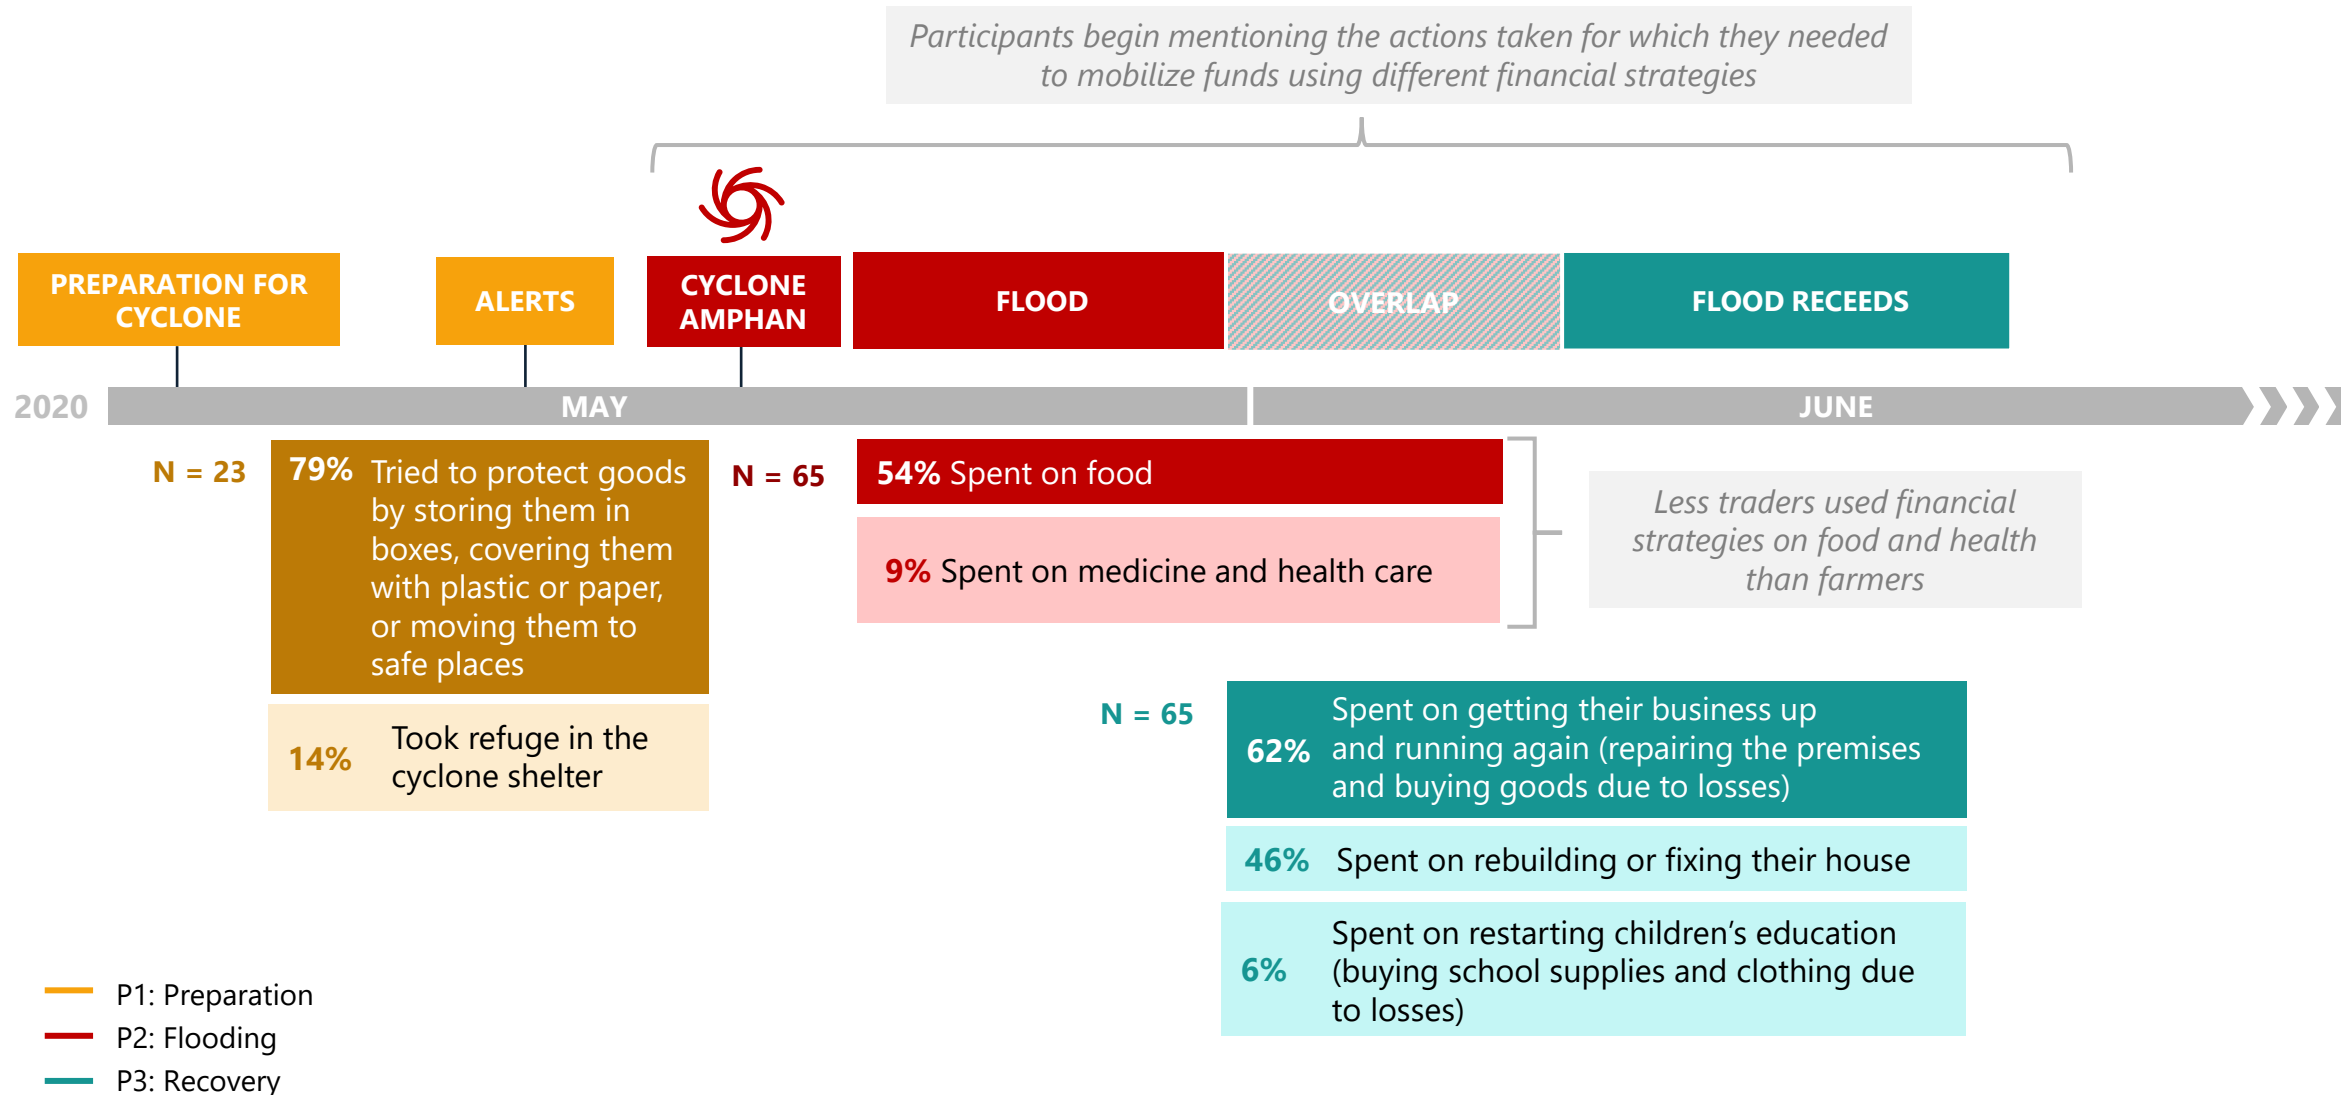 Participants begin mentioning the actions taken for which they needed
to mobilize funds using different financial strategies
PREPARATION FOR
CYCLONE
ALERTS
CYCLONE
AMPHAN
FLOOD
OVERLAP
FLOOD RECEEDS
2020
MAY
JUNE
N = 23
79% Tried to protect goods
by storing them in
boxes, covering them
with plastic or paper,
or moving them to
safe places
14% Took refuge in the
cyclone shelter
N = 65
54% Spent on food
9% Spent on medicine and health care
Less traders used financial
strategies on food and health
than farmers
N = 65
62% Spent on getting their business up
and running again (repairing the premises
and buying goods due to losses)
46% Spent on rebuilding or fixing their house
6% Spent on restarting children’s education
(buying school supplies and clothing due
to losses)
P1: Preparation
P2: Flooding
P3: Recovery